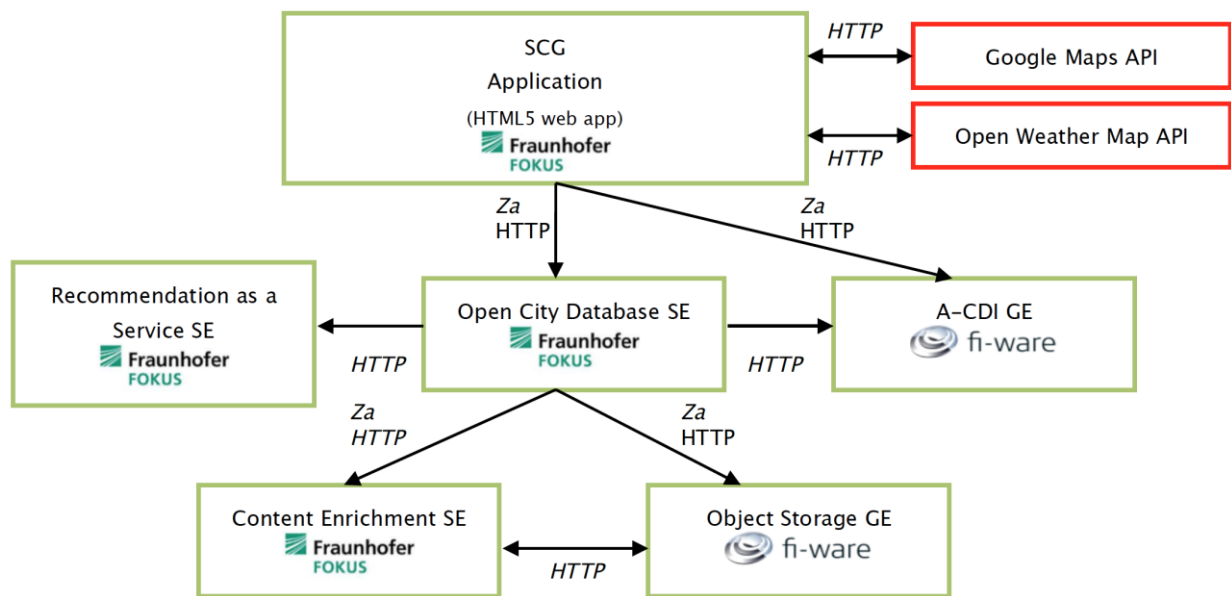 SCG
Application
(HTML5 web app)
Fraunhofer
FOKUS
HTTP
Google Maps API
HTTP
Open Weather Map API
Za
HTTP
Za
HTTP
Recommendation as a
Service SE
Fraunhofer
FOKUS
HTTP
Open City Database SE
Fraunhofer
FOKUS
HTTP
A-CDI GE
fi-ware
Za
HTTP
Za
HTTP
Content Enrichment SE
Fraunhofer
FOKUS
HTTP
Object Storage GE
fi-ware